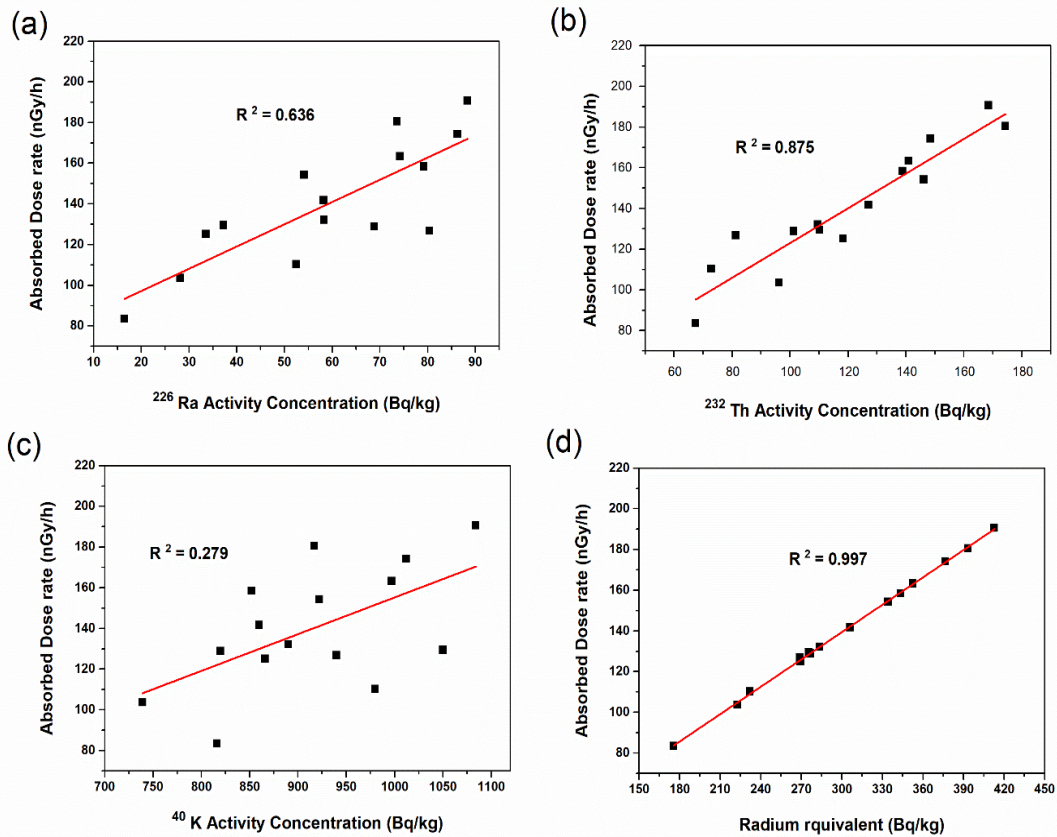 (a)
220
200
180
160
140
120
100
80
Absorbed Dose rate (nGy/h)
R 2 = 0.636
10 20 30 40 50 60 70 80 90
226 Ra Activity Concentration (Bq/kg)
(b)
220
200
180
160
140
120
100
80
Absorbed Dose rate (nGy/h)
R 2 = 0.875
60 80 100 120 140 160 180
232 Th Activity Concentration (Bq/kg)
(c)
220
200
180
160
140
120
100
80
Absorbed Dose rate (nGy/h)
R 2 = 0.279
700 750 800 850 900 950 1000 1050 1100
40 K Activity Concentration (Bq/kg)
(d)
220
200
180
160
140
120
100
80
Absorbed Dose rate (nGy/h)
R 2 = 0.997
150 180 210 240 270 300 330 360 390 420 450
Radium rquivalent (Bq/kg)